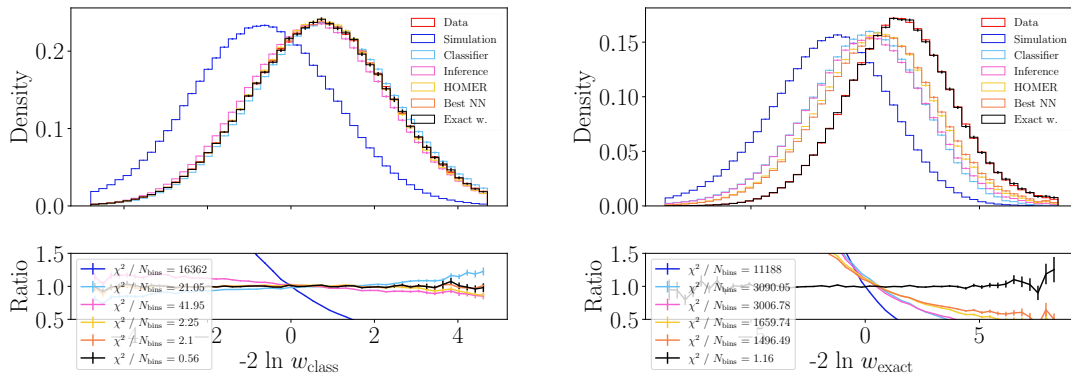 Density
0.2
0.1
0.0
Data
Simulation
Classifier
Inference
HOMER
Best NN
Exact w.
Ratio
1.5
1.0
0.5
χ² / N_bins = 16362
χ² / N_bins = 21.05
χ² / N_bins = 41.95
χ² / N_bins = 2.25
χ² / N_bins = 2.1
χ² / N_bins = 0.56
−2
0
2
4
-2 ln w_class
Density
0.15
0.10
0.05
0.00
Data
Simulation
Classifier
Inference
HOMER
Best NN
Exact w.
Ratio
1.5
1.0
0.5
χ² / N_bins = 11188
χ² / N_bins = 3090.05
χ² / N_bins = 3006.78
χ² / N_bins = 1659.74
χ² / N_bins = 1496.49
χ² / N_bins = 1.16
0
5
-2 ln w_exact